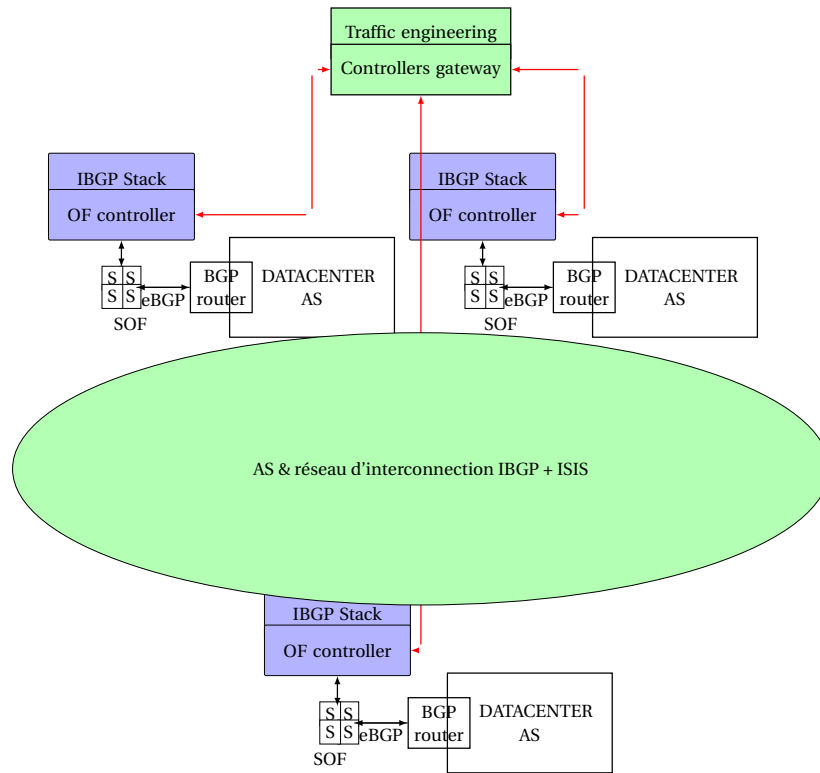 Traffic engineering
Controllers gateway
IBGP Stack
OF controller
IBGP Stack
OF controller
S S
S S
SOF
eBGP
BGP
router
DATACENTER
AS
S S
S S
SOF
eBGP
BGP
router
DATACENTER
AS
AS & réseau d'interconnection IBGP + ISIS
IBGP Stack
OF controller
S S
S S
SOF
eBGP
BGP
router
DATACENTER
AS